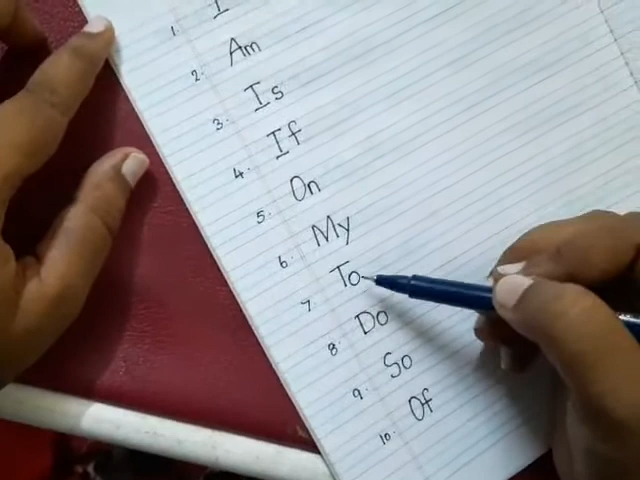 1. I
2. Am
3. Is
4. If
5. On
6. My
7 To
8. Do
9. So
10. Of